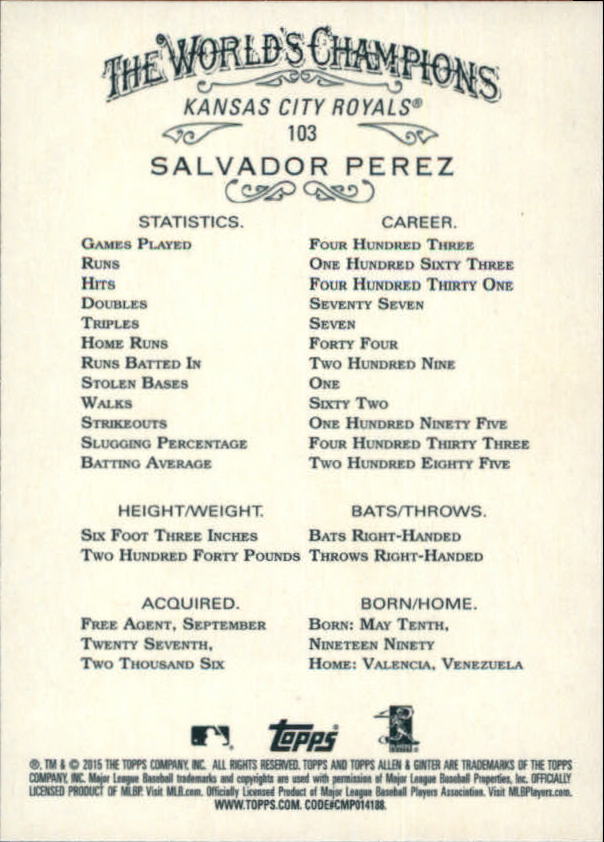 THE WORLD'S CHAMPIONS
KANSAS CITY ROYALS®
103
SALVADOR PEREZ
STATISTICS. CAREER.
GAMES PLAYED FOUR HUNDRED THREE
RUNS ONE HUNDRED SIXTY THREE
HITS FOUR HUNDRED THIRTY ONE
DOUBLES SEVENTY SEVEN
TRIPLES SEVEN
HOME RUNS FORTY FOUR
RUNS BATTED IN TWO HUNDRED NINE
STOLEN BASES ONE
WALKS SIXTY TWO
STRIKEOUTS ONE HUNDRED NINETY FIVE
SLUGGING PERCENTAGE FOUR HUNDRED THIRTY THREE
BATTING AVERAGE TWO HUNDRED EIGHTY FIVE
HEIGHT/WEIGHT. BATS/THROWS.
SIX FOOT THREE INCHES BATS RIGHT-HANDED
TWO HUNDRED FORTY POUNDS THROWS RIGHT-HANDED
ACQUIRED. BORN/HOME.
FREE AGENT, SEPTEMBER BORN: MAY TENTH,
TWENTY SEVENTH, NINETEEN NINETY
TWO THOUSAND SIX HOME: VALENCIA, VENEZUELA
Topps
®, TM & © 2015 THE TOPPS COMPANY, INC. ALL RIGHTS RESERVED. TOPPS AND TOPPS ALLEN & GINTER ARE TRADEMARKS OF THE TOPPS
COMPANY, INC. Major League Baseball trademarks and copyrights are used with permission of Major League Baseball Properties, Inc. OFFICIALLY
LICENSED PRODUCT OF MLBP. Visit MLB.com. Officially Licensed Product of Major League Baseball Players Association. Visit MLBPlayers.com.
WWW.TOPPS.COM. CODE#CMP014188.